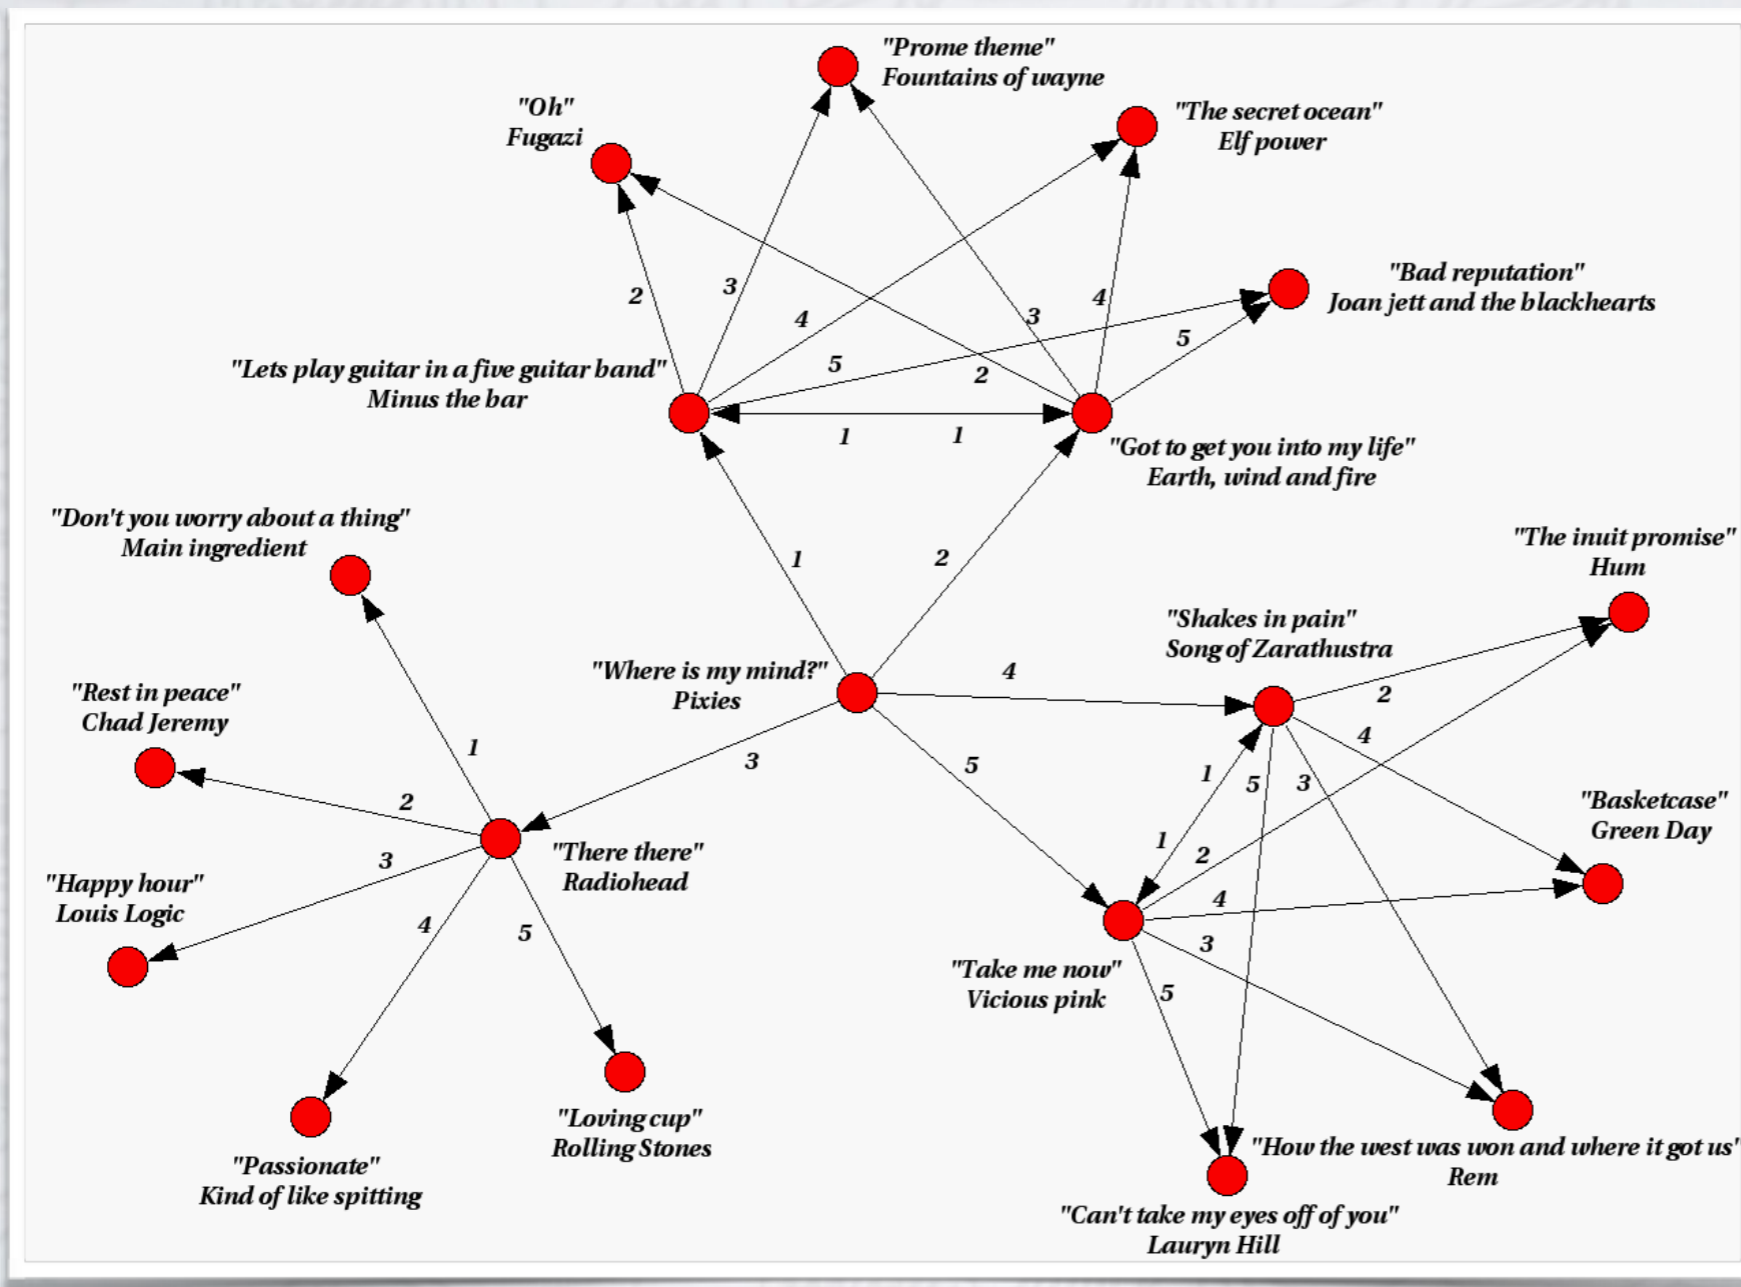 "Prome theme"
Fountains of wayne
"Oh"
Fugazi
"The secret ocean"
Elf power
"Bad reputation"
Joan jett and the blackhearts
2
3
4
3
4
5
5
2
"Lets play guitar in a five guitar band"
Minus the bar
1
1
"Got to get you into my life"
Earth, wind and fire
"Don't you worry about a thing"
Main ingredient
1
2
"The inuit promise"
Hum
"Shakes in pain"
Song of Zarathustra
"Where is my mind?"
Pixies
4
2
"Rest in peace"
Chad Jeremy
1
3
5
4
1
5
3
2
"Basketcase"
Green Day
"There there"
Radiohead
3
1
2
"Happy hour"
Louis Logic
4
4
5
3
"Take me now"
Vicious pink
5
"Loving cup"
Rolling Stones
"Passionate"
Kind of like spitting
"How the west was won and where it got us"
Rem
"Can't take my eyes off of you"
Lauryn Hill